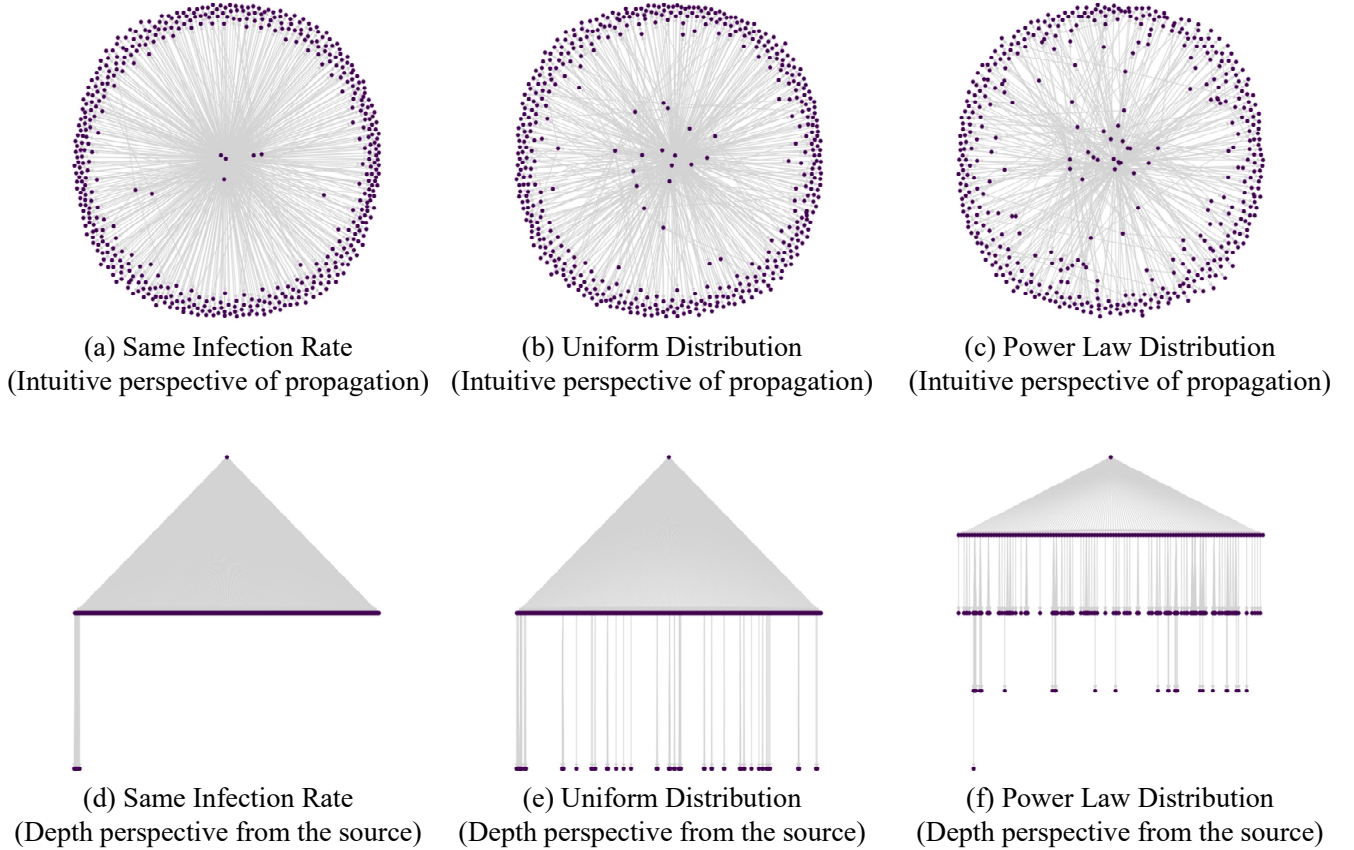 (a) Same Infection Rate
(Intuitive perspective of propagation)
(b) Uniform Distribution
(Intuitive perspective of propagation)
(c) Power Law Distribution
(Intuitive perspective of propagation)
(d) Same Infection Rate
(Depth perspective from the source)
(e) Uniform Distribution
(Depth perspective from the source)
(f) Power Law Distribution
(Depth perspective from the source)